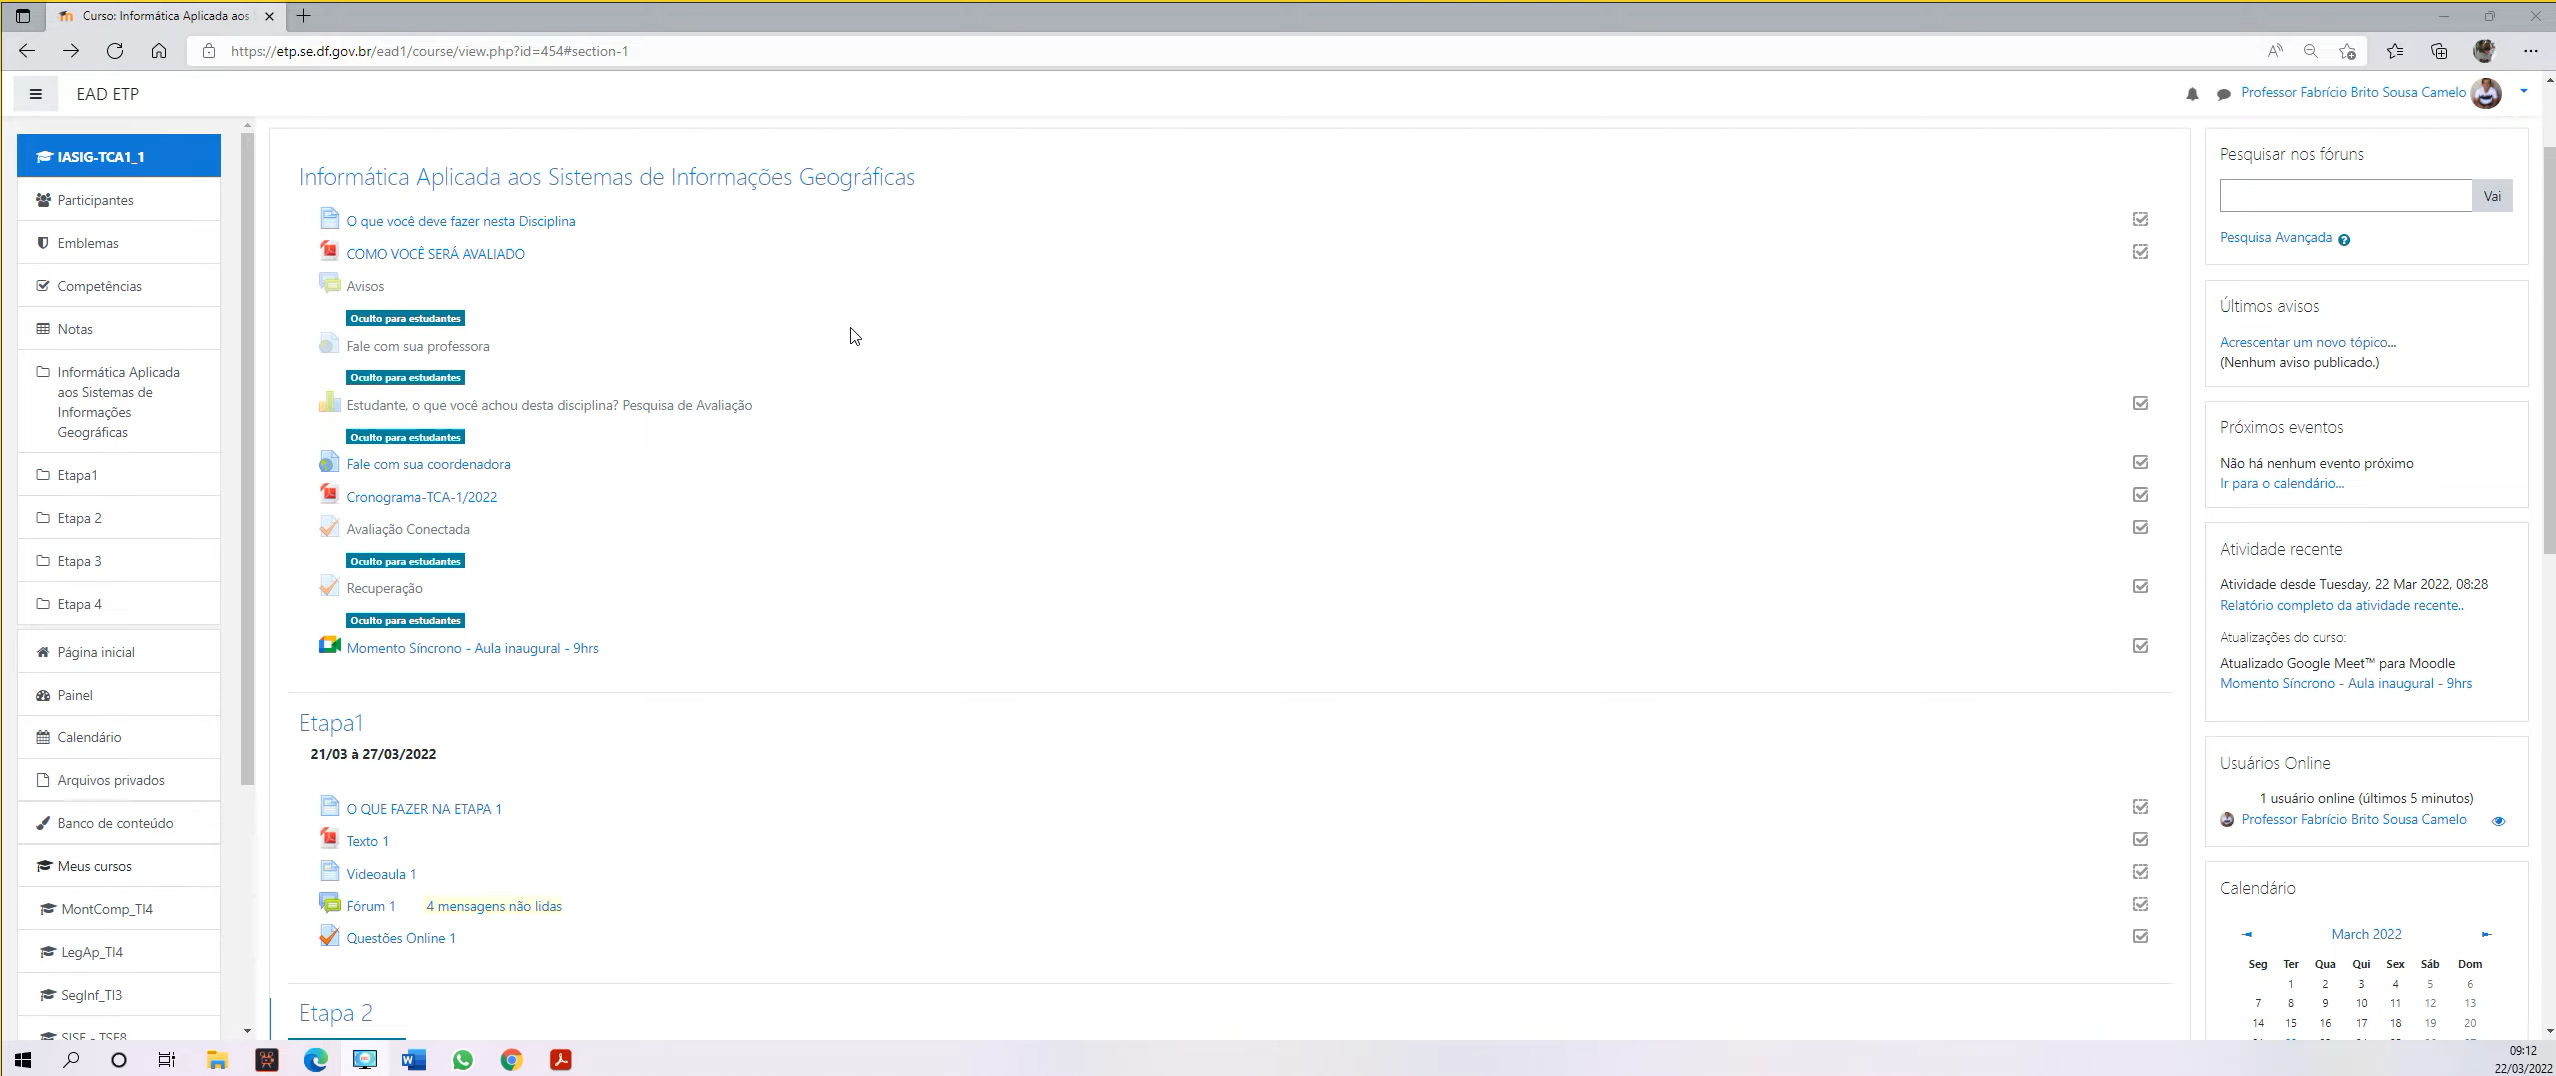 Curso: Informática Aplicada aos
https://etp.se.df.gov.br/ead1/course/view.php?id=454#section-1
EAD ETP
Professor Fabrício Brito Sousa Camelo
IASIG-TCA1_1
Participantes
Emblemas
Competências
Notas
Informática Aplicada
aos Sistemas de
Informações
Geográficas
Etapa1
Etapa 2
Etapa 3
Etapa 4
Página inicial
Painel
Calendário
Arquivos privados
Banco de conteúdo
Meus cursos
MontComp_TI4
LegAp_TI4
SegInf_TI3
Informática Aplicada aos Sistemas de Informações Geográficas
O que você deve fazer nesta Disciplina
COMO VOCÊ SERÁ AVALIADO
Avisos
Oculto para estudantes
Fale com sua professora
Oculto para estudantes
Estudante, o que você achou desta disciplina? Pesquisa de Avaliação
Oculto para estudantes
Fale com sua coordenadora
Cronograma-TCA-1/2022
Avaliação Conectada
Oculto para estudantes
Recuperação
Oculto para estudantes
Momento Síncrono - Aula inaugural - 9hrs
Etapa1
21/03 à 27/03/2022
O QUE FAZER NA ETAPA 1
Texto 1
Videoaula 1
Fórum 1 4 mensagens não lidas
Questões Online 1
Etapa 2
Pesquisar nos fóruns
Vai
Pesquisa Avançada
Últimos avisos
Acrescentar um novo tópico...
(Nenhum aviso publicado.)
Próximos eventos
Não há nenhum evento próximo
Ir para o calendário...
Atividade recente
Atividade desde Tuesday, 22 Mar 2022, 08:28
Relatório completo da atividade recente..
Atualizações do curso:
Atualizado Google Meet™ para Moodle
Momento Síncrono - Aula inaugural - 9hrs
Usuários Online
1 usuário online (últimos 5 minutos)
Professor Fabrício Brito Sousa Camelo
Calendário
March 2022
Seg Ter Qua Qui Sex Sáb Dom
1 2 3 4 5 6
7 8 9 10 11 12 13
14 15 16 17 18 19 20
09:12
22/03/2022